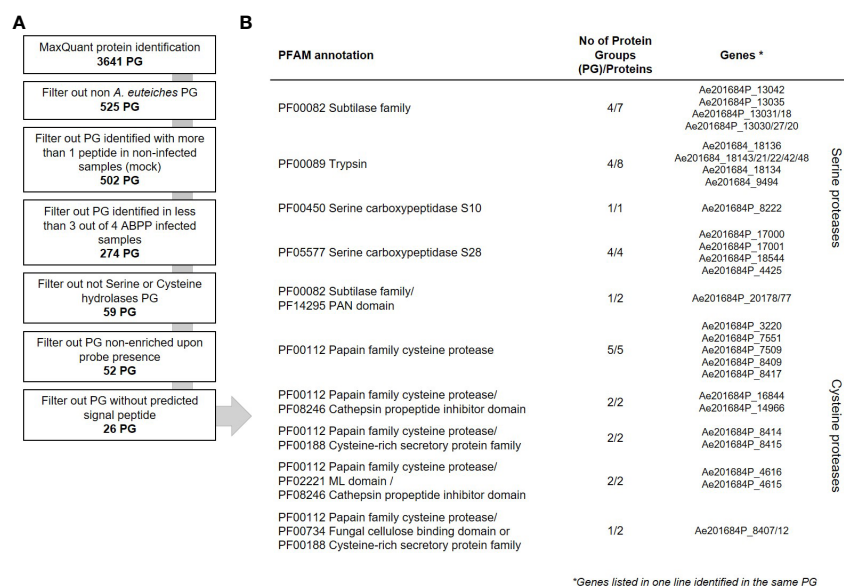 A
MaxQuant protein identification
3641 PG
Filter out non A. euteiches PG
525 PG
Filter out PG identified with more
than 1 peptide in non-infected
samples (mock)
502 PG
Filter out PG identified in less
than 3 out of 4 ABPP infected
samples
274 PG
Filter out not Serine or Cysteine
hydrolases PG
59 PG
Filter out PG non-enriched upon
probe presence
52 PG
Filter out PG without predicted
signal peptide
26 PG
B
PFAM annotation
No of Protein
Groups
(PG)/Proteins
Genes *
PF00082 Subtilase family
4/7
Ae201684P_13042
Ae201684P_13035
Ae201684P_13031/18
Ae201684P_13030/27/20
PF00089 Trypsin
4/8
Ae201684_18136
Ae201684_18143/21/22/42/48
Ae201684_18134
Ae201684_9494
PF00450 Serine carboxypeptidase S10
1/1
Ae201684P_8222
PF05577 Serine carboxypeptidase S28
4/4
Ae201684P_17000
Ae201684P_17001
Ae201684P_18544
Ae201684P_4425
PF00082 Subtilase family/
PF14295 PAN domain
1/2
Ae201684P_20178/77
Serine proteases
PF00112 Papain family cysteine protease
5/5
Ae201684P_3220
Ae201684P_7551
Ae201684P_7509
Ae201684P_8409
Ae201684P_8417
PF00112 Papain family cysteine protease/
PF08246 Cathepsin propeptide inhibitor domain
2/2
Ae201684P_16844
Ae201684P_14966
PF00112 Papain family cysteine protease/
PF00188 Cysteine-rich secretory protein family
2/2
Ae201684P_8414
Ae201684P_8415
PF00112 Papain family cysteine protease/
PF02221 ML domain /
PF08246 Cathepsin propeptide inhibitor domain
2/2
Ae201684P_4616
Ae201684P_4615
PF00112 Papain family cysteine protease/
PF00734 Fungal cellulose binding domain or
PF00188 Cysteine-rich secretory protein family
1/2
Ae201684P_8407/12
Cysteine proteases
*Genes listed in one line identified in the same PG